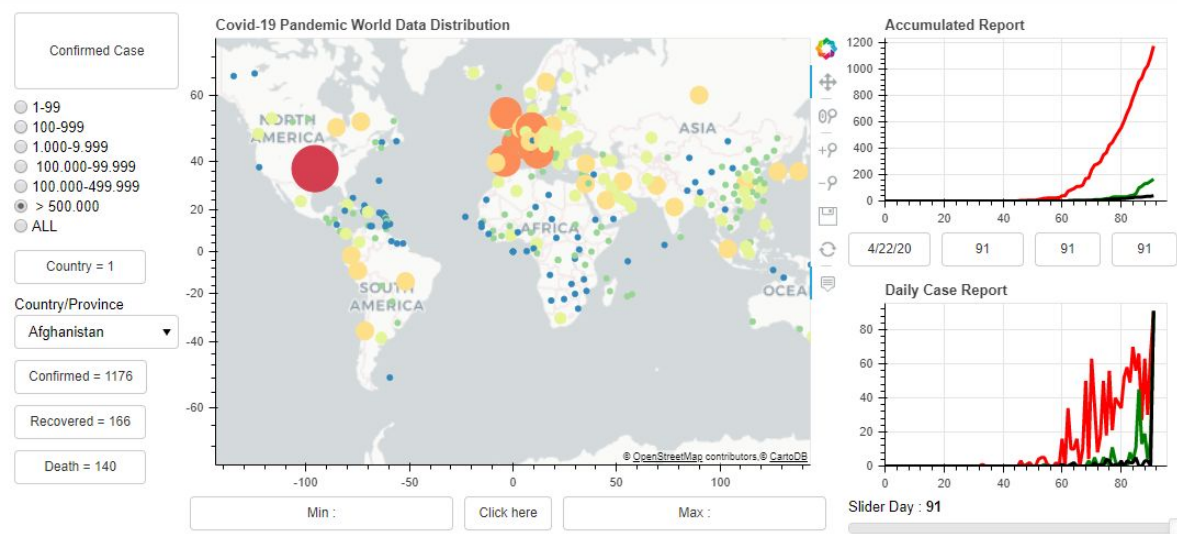 Confirmed Case
1-99
100-999
1.000-9.999
100.000-99.999
100.000-499.999
> 500.000
ALL
Country = 1
Country/Province
Afghanistan
Confirmed = 1176
Recovered = 166
Death = 140
Covid-19 Pandemic World Data Distribution
60
40
20
0
-20
-40
-60
-100
-50
0
50
100
NORTH
AMERICA
ASIA
AFRICA
SOUTH
AMERICA
OCEA
© OpenStreetMap contributors,© CartoDB
Min :
Click here
Max :
Accumulated Report
1200
1000
800
600
400
200
0
0 20 40 60 80
4/22/20
91
91
91
Daily Case Report
80
60
40
20
0
0 20 40 60 80
Slider Day : 91